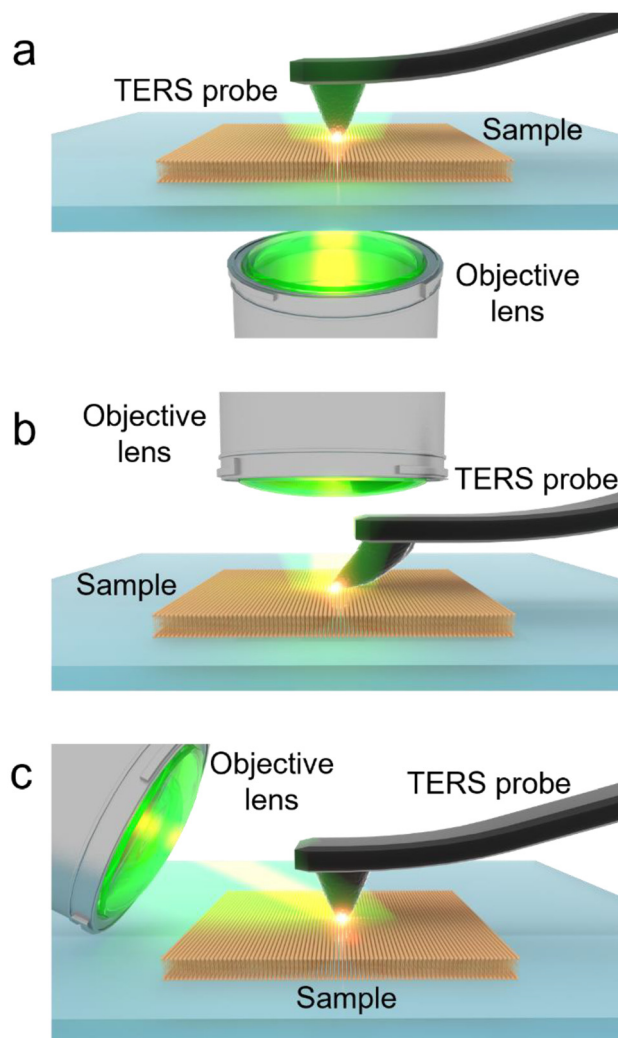 a
TERS probe
Sample
Objective
lens
b
Objective
lens
TERS probe
Sample
c
Objective
lens
TERS probe
Sample